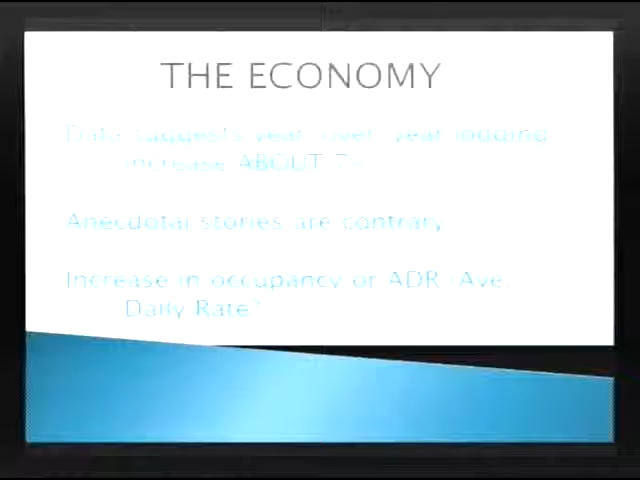 THE ECONOMY
Data suggests year over year lodging
increase ABOUT
Anecdotal stories are contrary
Increase in occupancy or ADR (Ave
Daily Rate